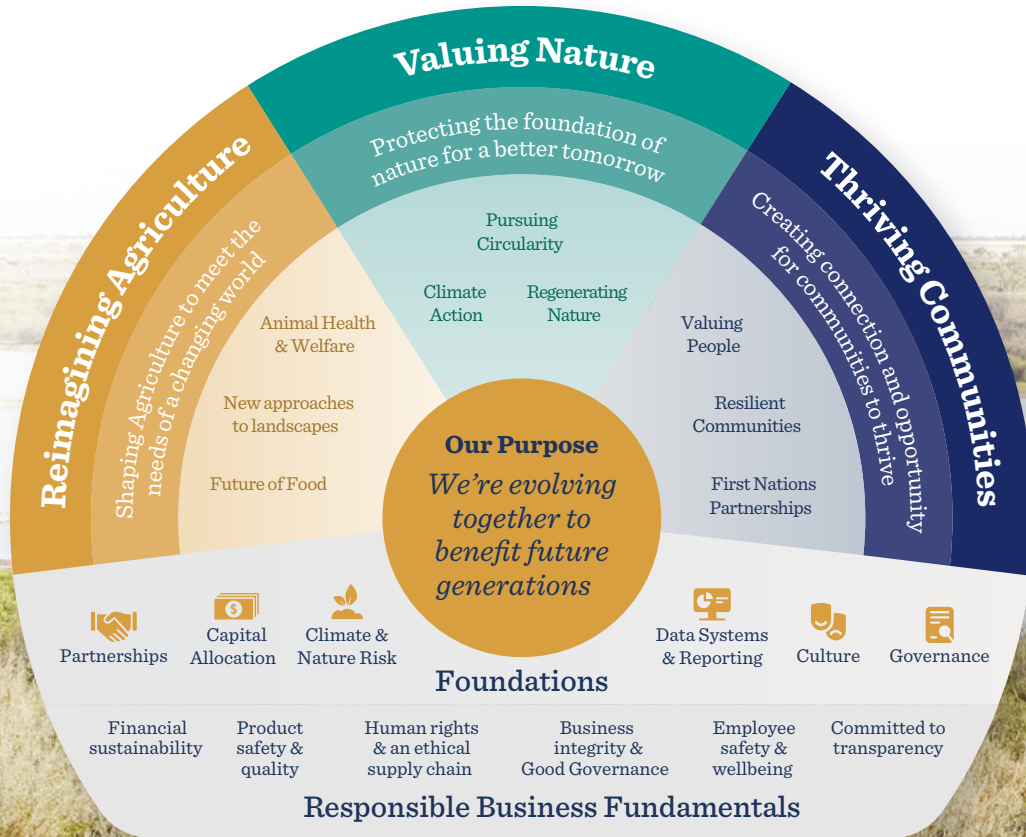 Valuing Nature
Protecting the foundation of
nature for a better tomorrow
Pursuing
Circularity
Climate
Action
Regenerating
Nature
Reimagining Agriculture
Shaping Agriculture to meet the
needs of a changing world
Animal Health
& Welfare
New approaches
to landscapes
Future of Food
Thriving Communities
Creating connection and opportunity
for communities to thrive
Valuing
People
Resilient
Communities
First Nations
Partnerships
Our Purpose
We're evolving
together to
benefit future
generations
Partnerships
Capital
Allocation
Climate &
Nature Risk
Data Systems
& Reporting
Culture
Governance
Foundations
Financial
sustainability
Product
safety &
quality
Human rights
& an ethical
supply chain
Business
integrity &
Good Governance
Employee
safety &
wellbeing
Committed to
transparency
Responsible Business Fundamentals